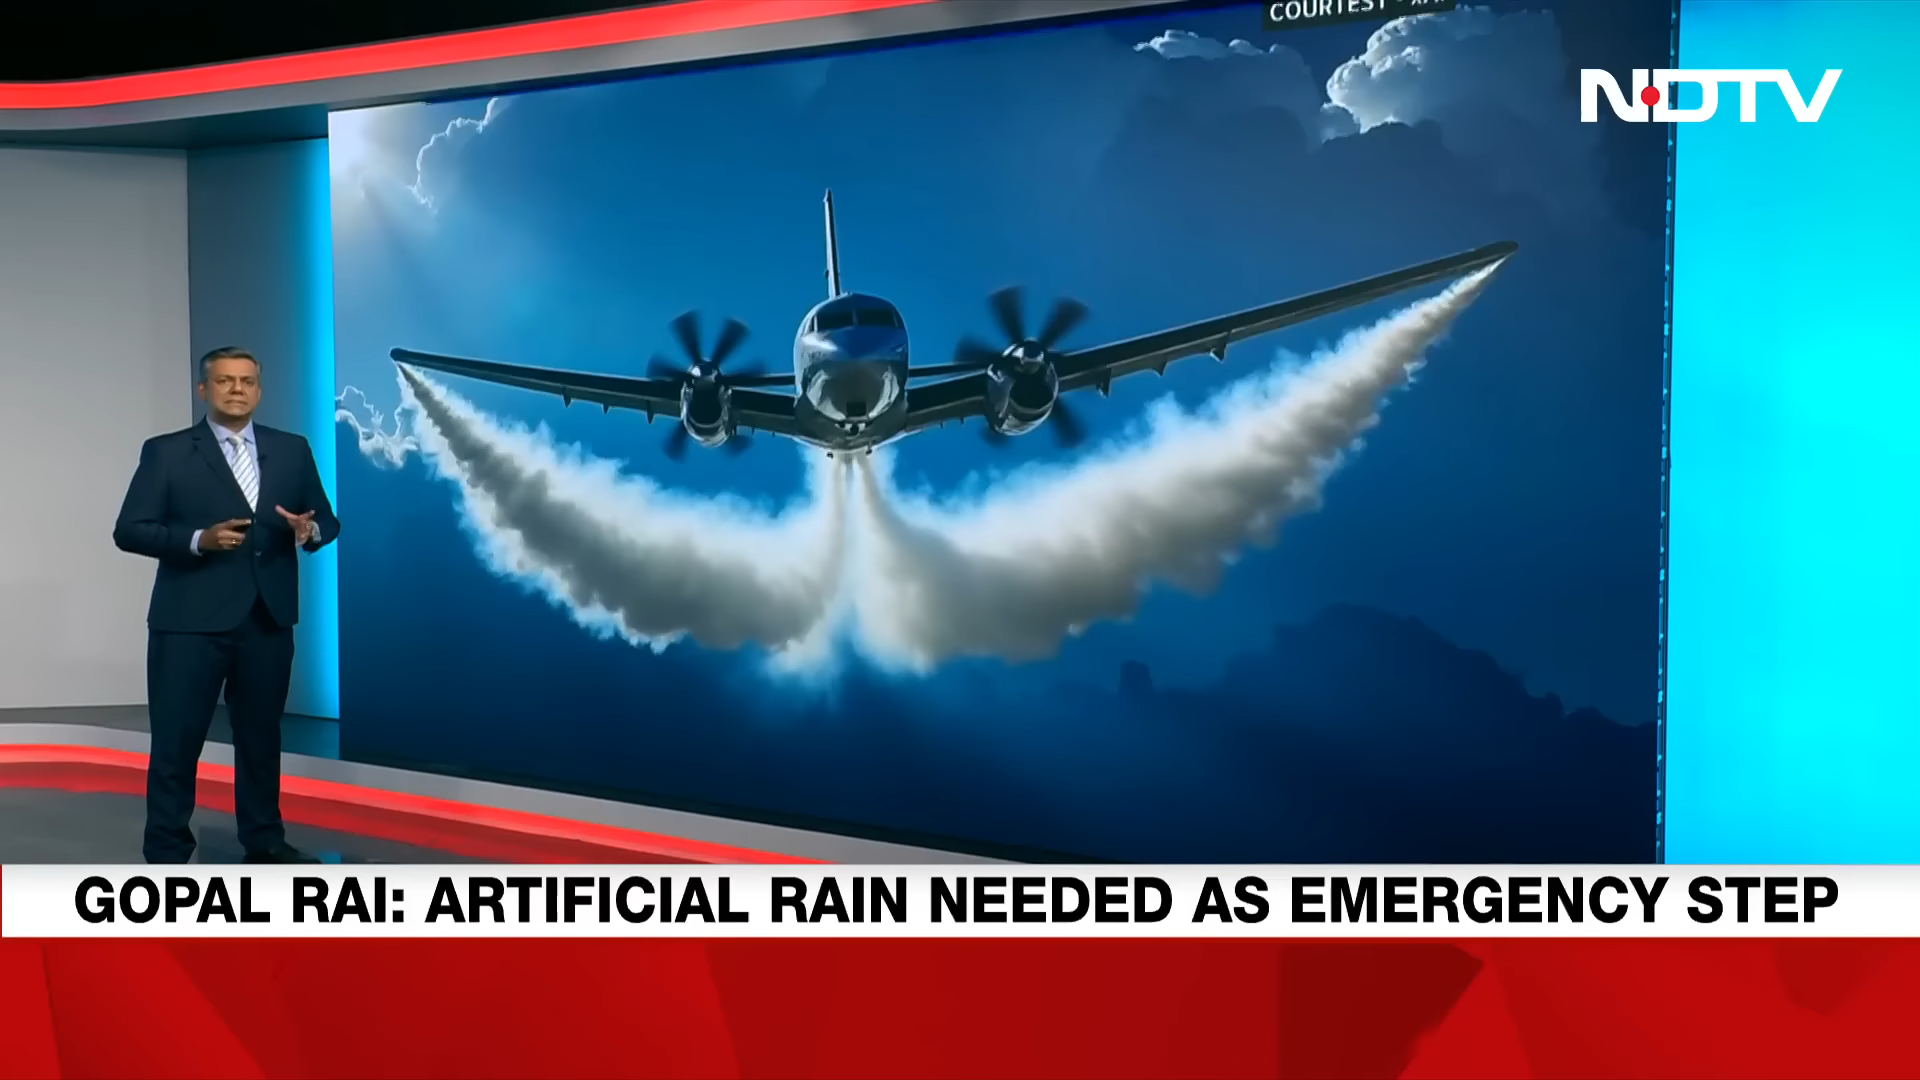 COURTESY -
NDTV
GOPAL RAI: ARTIFICIAL RAIN NEEDED AS EMERGENCY STEP